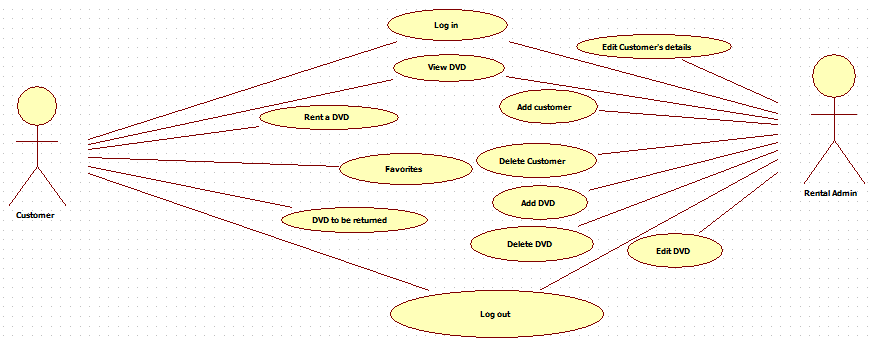 Log in
Edit Customer's details
View DVD
Add customer
Rent a DVD
Delete Customer
Favorites
Rental Admin
Add DVD
Customer
DVD to be returned
Delete DVD
Edit DVD
Log out